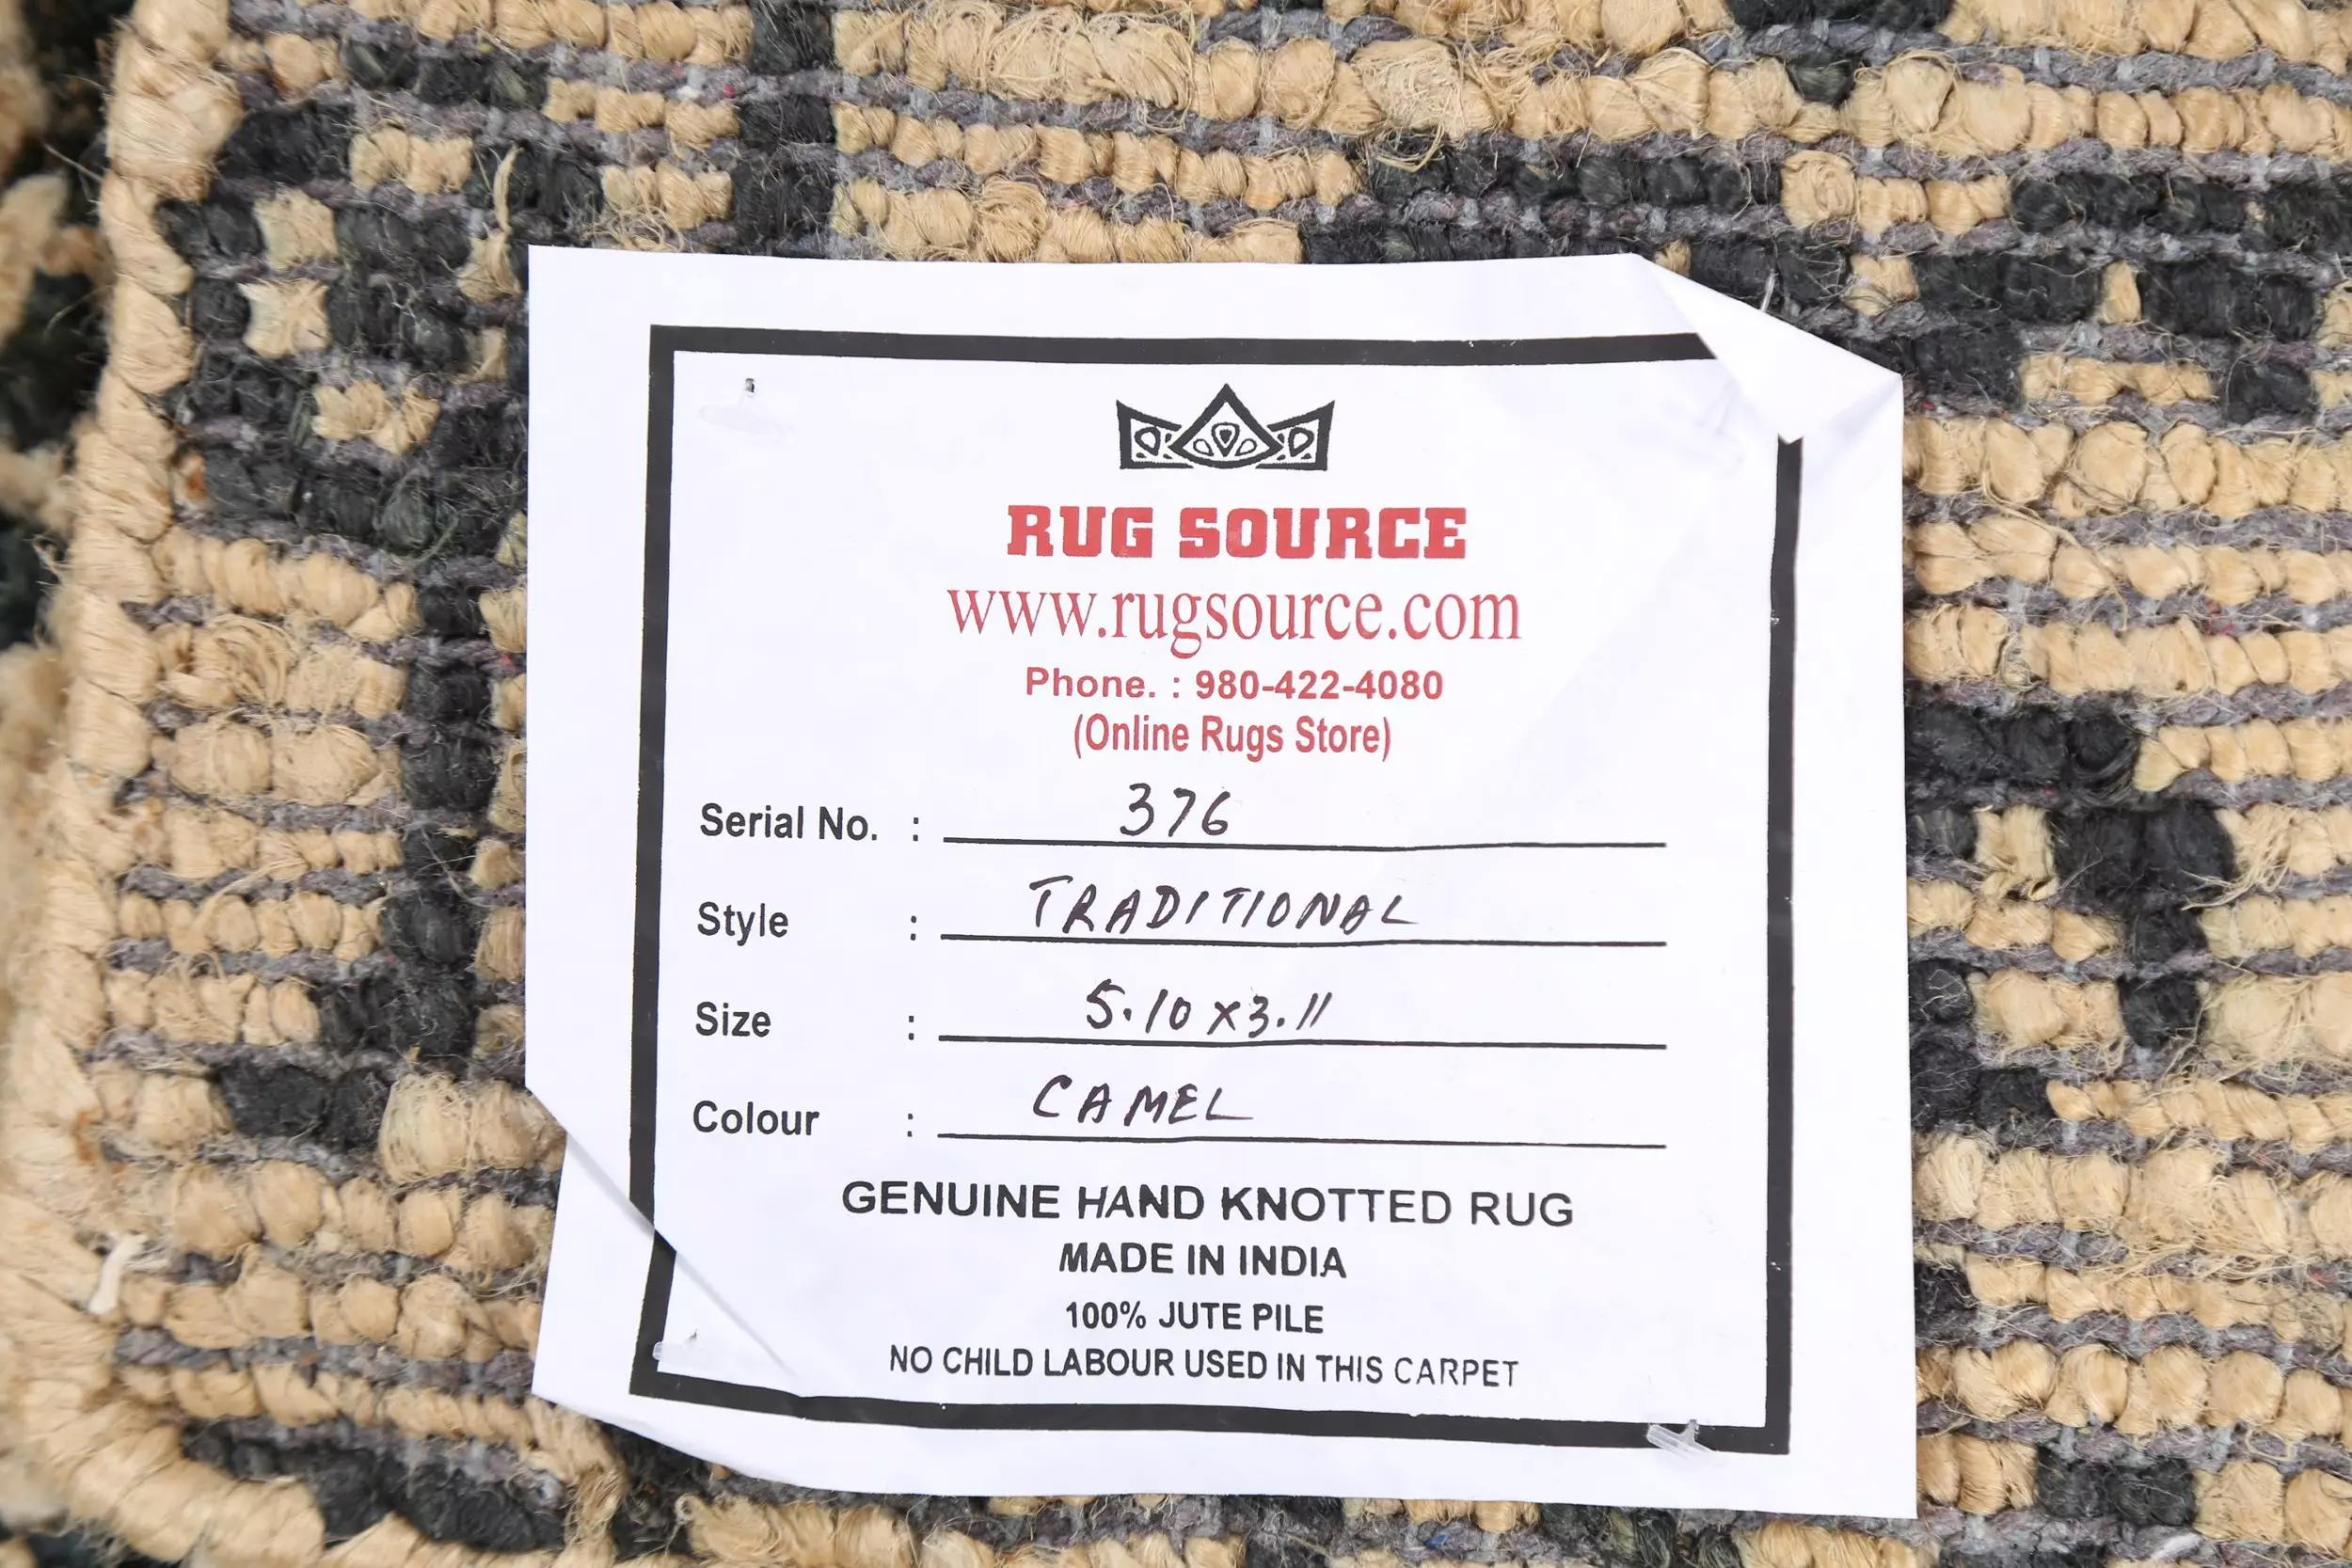 RUG SOURCE
www.rugsource.com
Phone. : 980-422-4080
(Online Rugs Store)
Serial No. : 376
Style : TRADITIONAL
Size : 5.10 x 3.11
Colour : CAMEL
GENUINE HAND KNOTTED RUG
MADE IN INDIA
100% JUTE PILE
NO CHILD LABOUR USED IN THIS CARPET